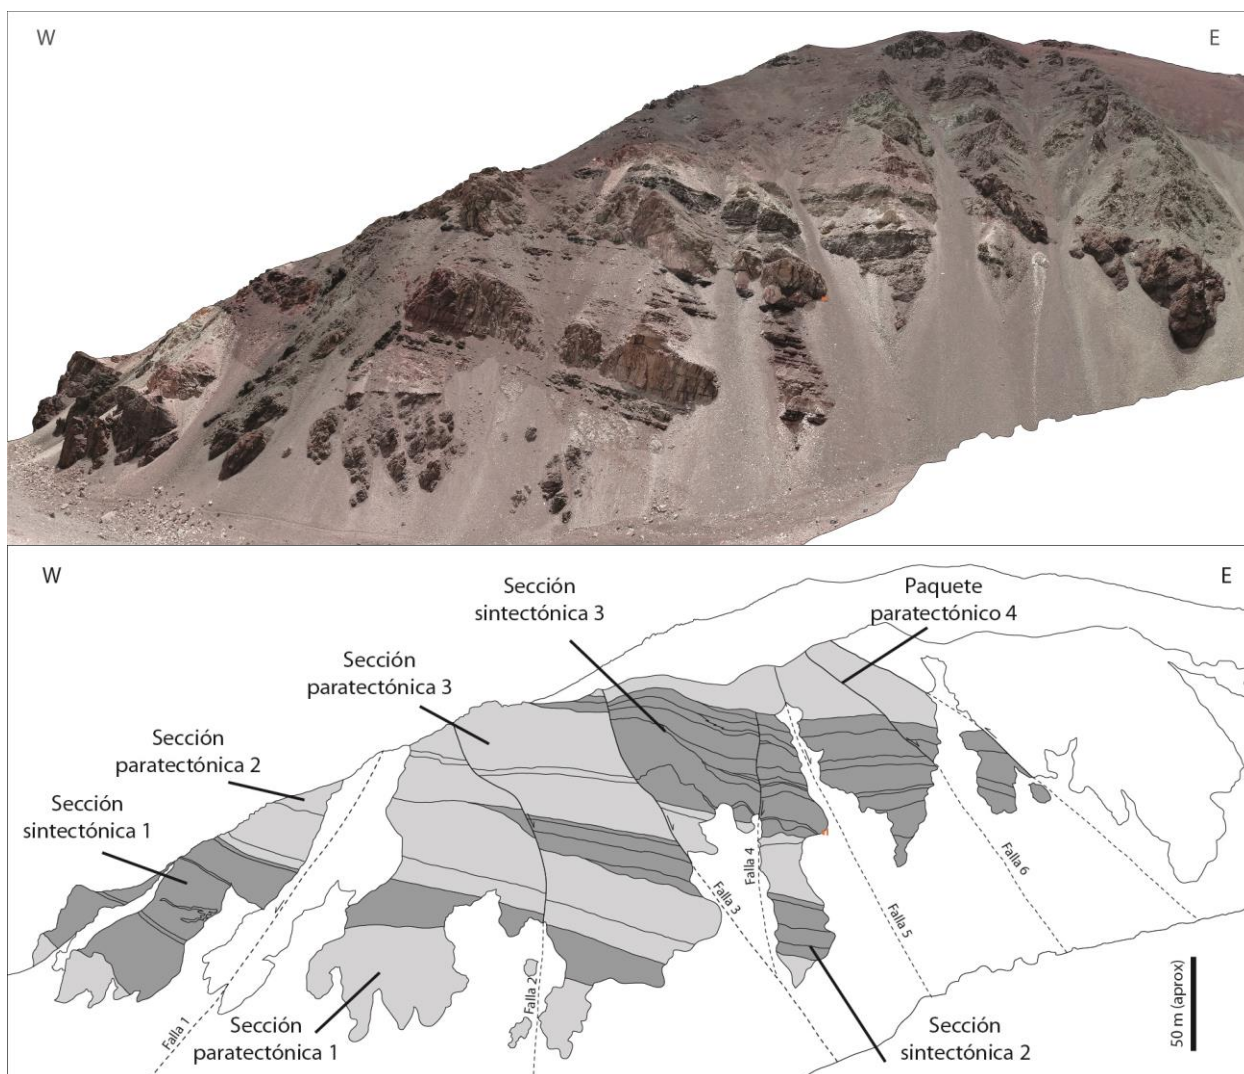 W
E
W
E
Sección
sintectónica 3
Paquete
paratectónico 4
Sección
paratectónica 3
Sección
paratectónica 2
Sección
sintectónica 1
Falla 1
Sección
paratectónica 1
Falla 2
Falla 3
Falla 4
Falla 5
Falla 6
Sección
sintectónica 2
50 m (aprox)